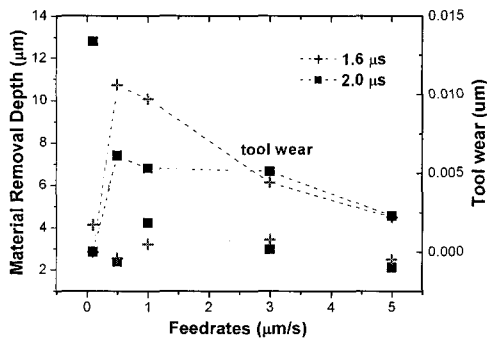 14
12
10
8
6
4
2
Material Removal Depth (μm)
0.015
0.010
0.005
0.000
Tool wear (um)
1.6 μs
2.0 μs
tool wear
0 1 2 3 4 5
Feedrates (μm/s)